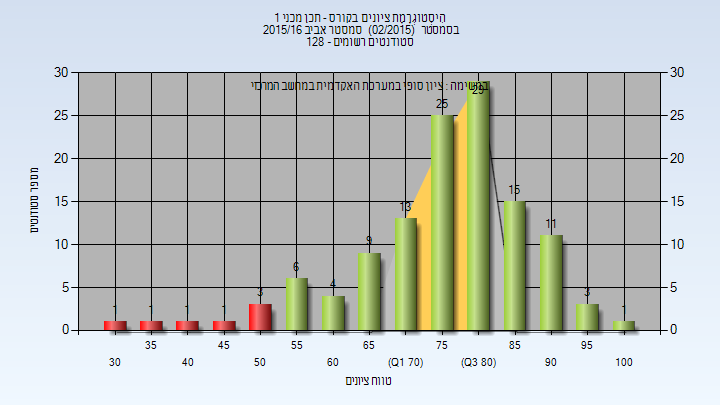 היסטוגרמת ציונים בקורס - תכן מכני 1
בסמסטר (02/2015) סמסטר אביב 2015/16
סטודנטים רשומים - 128
במשימה : ציון סופי במערכת האקדמית במחשב המרכזי
מספר סטודנטים
30 30
25 25
20 20
15 15
10 10
5 5
0 0
1 1 1 1 3 6 4 9 13 25 29 15 11 3 1
35 45 55 65 75 85 95
30 40 50 60 (Q1 70) (Q3 80) 90 100
טווח ציונים